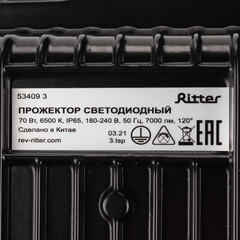 53409 3
Ritter
ПРОЖЕКТОР СВЕТОДИОДНЫЙ
70 Вт, 6500 К, IP65, 180-240 В, 50 Гц, 7000 лм, 120°
Сделано в Китае
03.21
rev-ritter.com
3.tsp
EAC